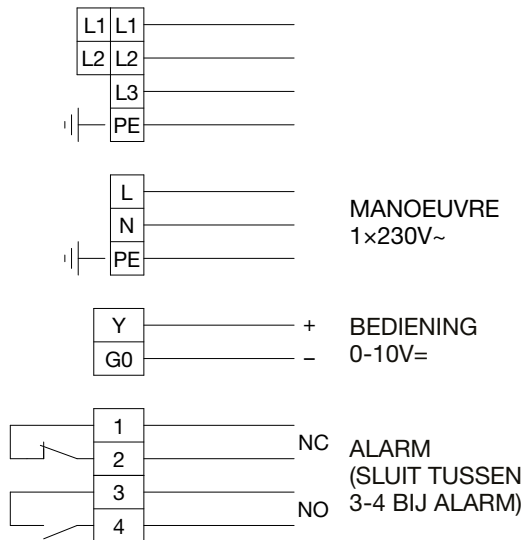 L1 L1
L2 L2
L3
PE
L
N
PE
MANOEUVRE
1×230V~
Y +
G0 −
BEDIENING
0-10V=
1
2
NC
3
4
NO
ALARM
(SLUIT TUSSEN
3-4 BIJ ALARM)